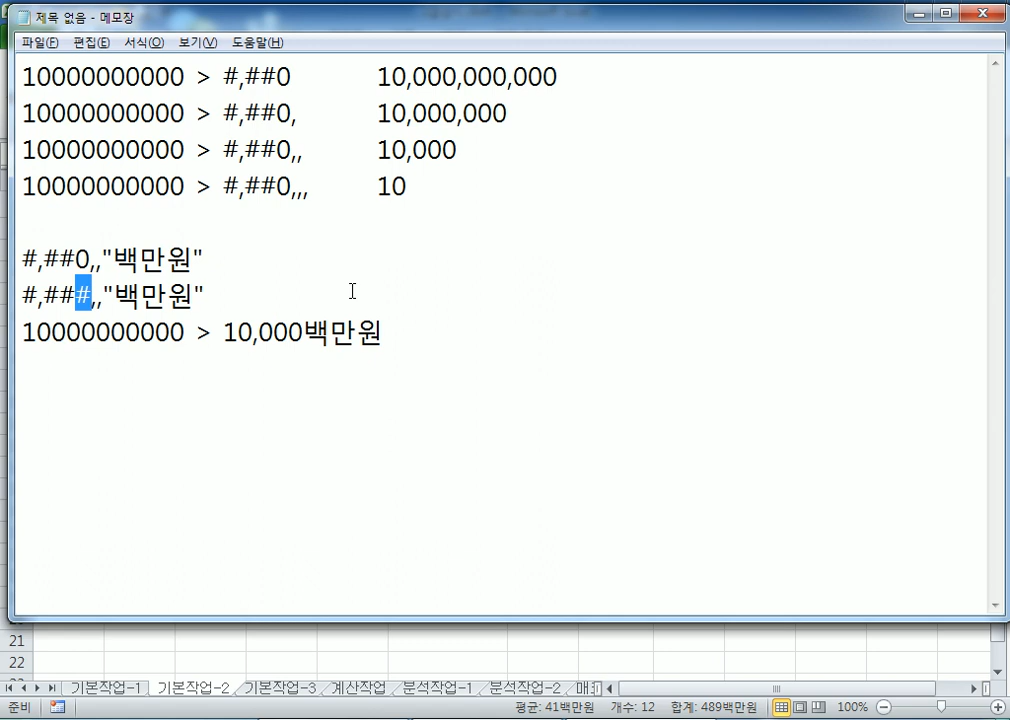 제목 없음 - 메모장
파일(F) 편집(E) 서식(O) 보기(V) 도움말(H)
10000000000 > #,##0 10,000,000,000
10000000000 > #,##0, 10,000,000
10000000000 > #,##0,, 10,000
10000000000 > #,##0,,, 10
#,##0,,"백만원"
#,###,,"백만원"
10000000000 > 10,000백만원
21
22
기본작업-1 기본작업-2 기본작업-3 계산작업 분석작업-1 분석작업-2
준비 평균: 41백만원 개수: 12 합계: 489백만원 100%